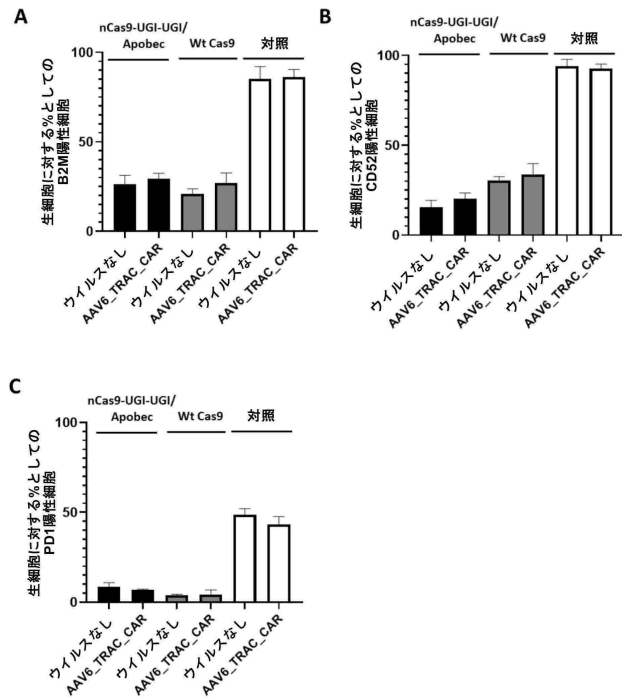 A
nCas9-UGI-UGI/
Apobec
Wt Cas9
対照
生細胞に対する%としての
B2M陽性細胞
100
50
0
ウイルスなし
AAV6_TRAC_CAR
ウイルスなし
AAV6_TRAC_CAR
ウイルスなし
AAV6_TRAC_CAR
B
nCas9-UGI-UGI/
Apobec
Wt Cas9
対照
生細胞に対する%としての
CD52陽性細胞
100
50
0
ウイルスなし
AAV6_TRAC_CAR
ウイルスなし
AAV6_TRAC_CAR
ウイルスなし
AAV6_TRAC_CAR
C
nCas9-UGI-UGI/
Apobec
Wt Cas9
対照
生細胞に対する%としての
PD1陽性細胞
100
50
0
ウイルスなし
AAV6_TRAC_CAR
ウイルスなし
AAV6_TRAC_CAR
ウイルスなし
AAV6_TRAC_CAR